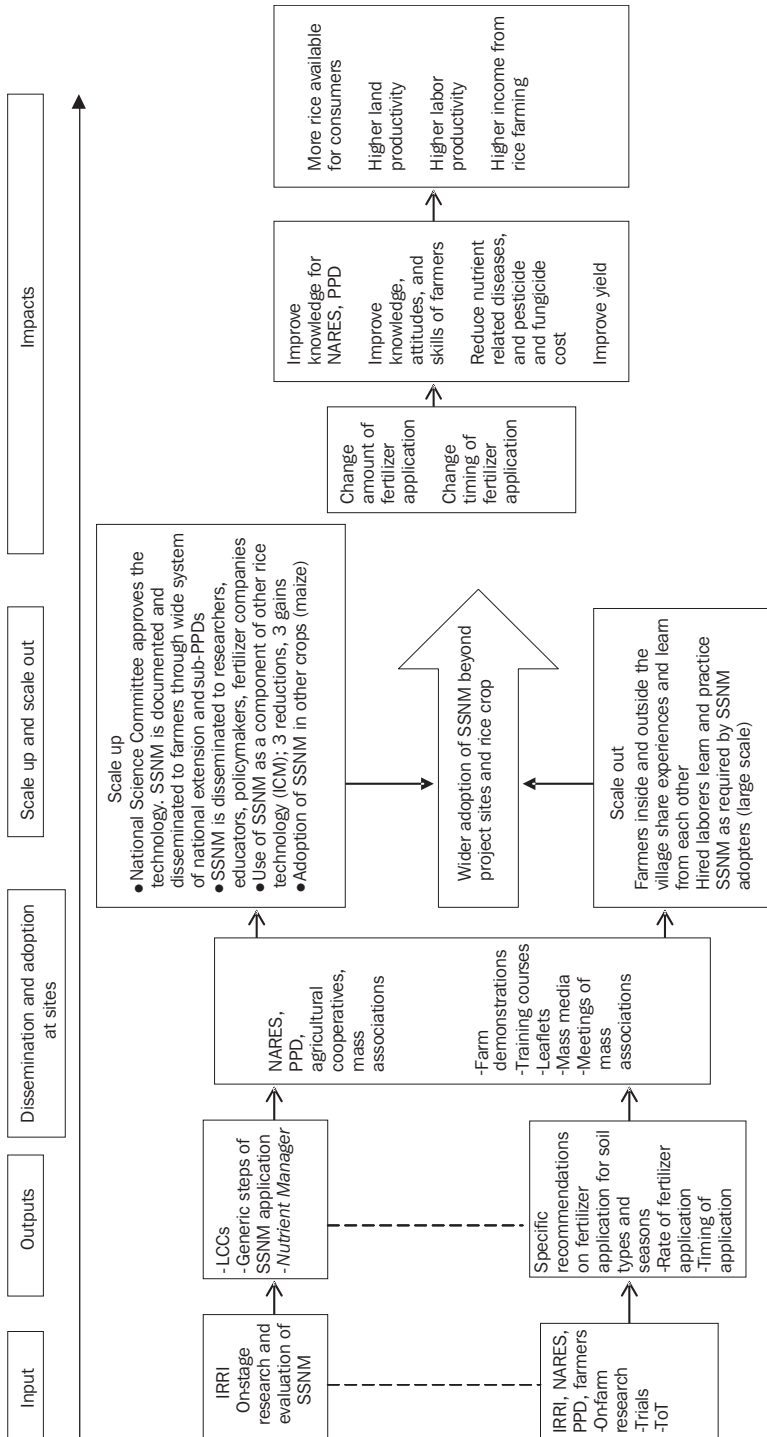 Input
Outputs
Dissemination and adoption
at sites
Scale up and scale out
Impacts
IRRI
On-stage
research and
evaluation of
SSNM
IRRI, NARES,
PPD, farmers
-On-farm
research
-Trials
-ToT
-LCCs
-Generic steps of
SSNM application
-Nutrient Manager
Specific
recommendations
on fertilizer
application for soil
types and
seasons
-Rate of fertilizer
application
-Timing of
application
NARES,
PPD,
agricultural
cooperatives,
mass
associations
-Farm
demonstrations
-Training courses
-Leaflets
-Mass media
-Meetings of
mass
associations
Scale up
● National Science Committee approves the
technology. SSNM is documented and
disseminated to farmers through wide system
of national extension and sub-PPDs
● SSNM is disseminated to researchers,
educators, policymakers, fertilizer companies
● Use of SSNM as a component of other rice
technology (ICM); 3 reductions, 3 gains
● Adoption of SSNM in other crops (maize)
Wider adoption of SSNM beyond
project sites and rice crop
Scale out
Farmers inside and outside the
village share experiences and learn
from each other
Hired laborers learn and practice
SSNM as required by SSNM
adopters (large scale)
Change
amount of
fertilizer
application
Change
timing of
fertilizer
application
Improve
knowledge for
NARES, PPD
Improve
knowledge,
attitudes, and
skills of farmers
Reduce nutrient
related diseases,
and pesticide
and fungicide
cost
Improve yield
More rice available
for consumers
Higher land
productivity
Higher labor
productivity
Higher income from
rice farming